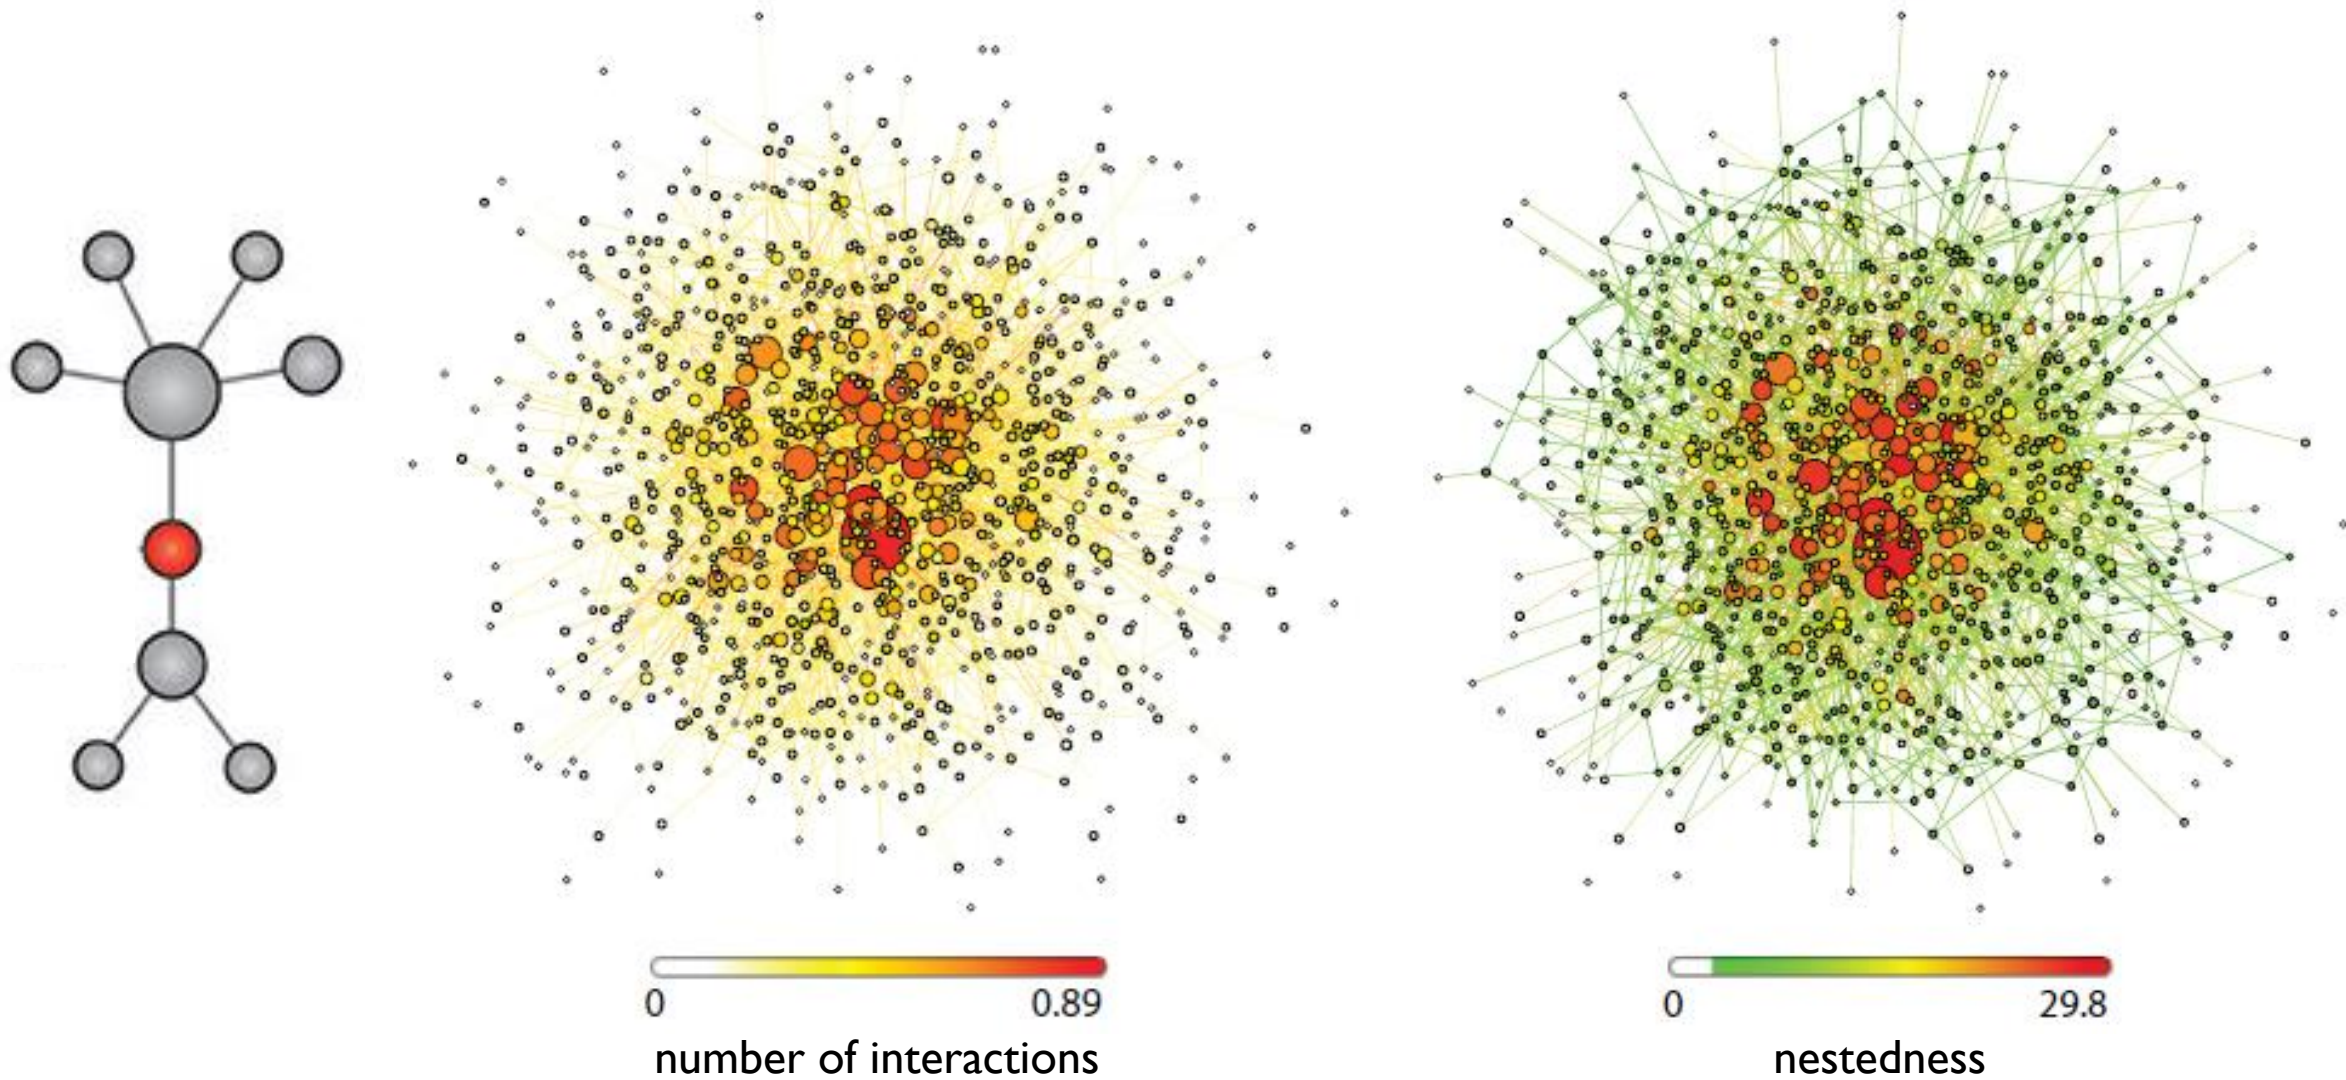 0 0.89
number of interactions
0 29.8
nestedness